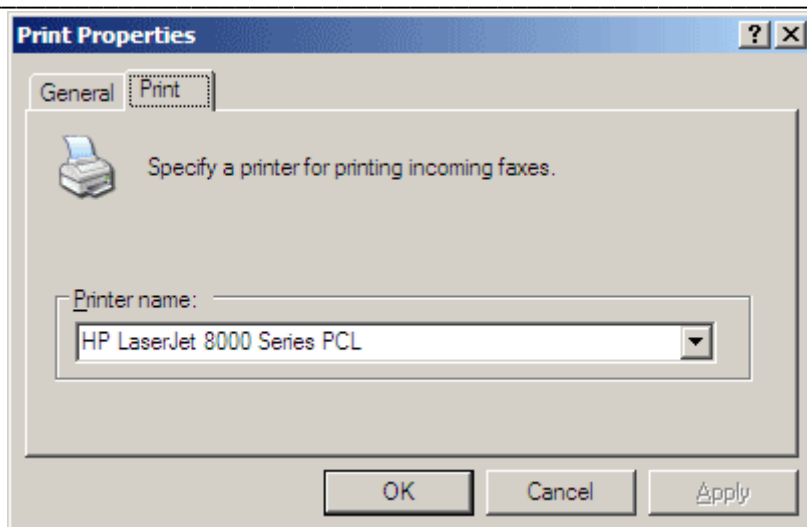 Print Properties
?
General
Print
Specify a printer for printing incoming faxes.
Printer name:
HP LaserJet 8000 Series PCL
OK
Cancel
Apply